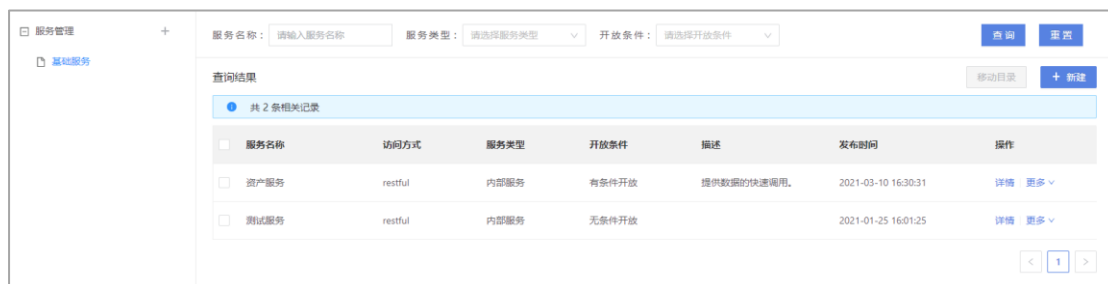 服务管理
基础服务
服务名称： 请输入服务名称 服务类型： 请选择服务类型 开放条件： 请选择开放条件 查询 重置
查询结果 移动目录 + 新建
共 2 条相关记录
服务名称 访问方式 服务类型 开放条件 描述 发布时间 操作
资产服务 restful 内部服务 有条件开放 提供数据的快速调用。 2021-03-10 16:30:31 详情 更多
测试服务 restful 内部服务 无条件开放 2021-01-25 16:01:25 详情 更多
< 1 >